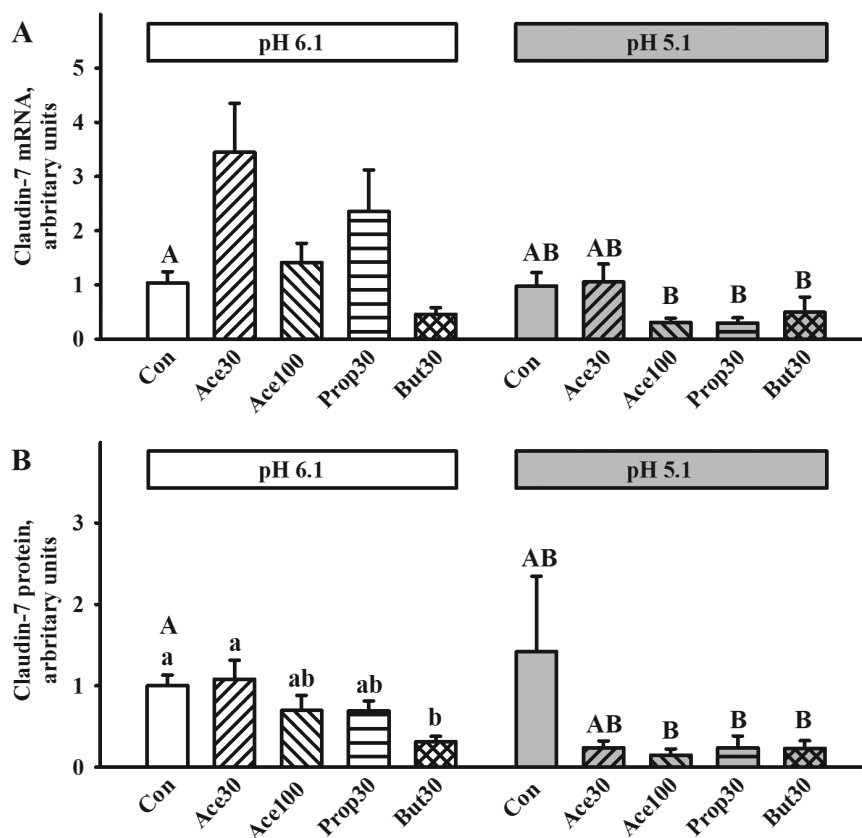 A
pH 6.1
pH 5.1
Claudin-7 mRNA,
arbritary units
5
4
3
2
1
0
A
AB
AB
B
B
B
Con
Ace30
Ace100
Prop30
But30
Con
Ace30
Ace100
Prop30
But30
B
pH 6.1
pH 5.1
Claudin-7 protein,
arbritary units
3
2
1
0
A
a
a
ab
ab
b
AB
AB
B
B
B
Con
Ace30
Ace100
Prop30
But30
Con
Ace30
Ace100
Prop30
But30